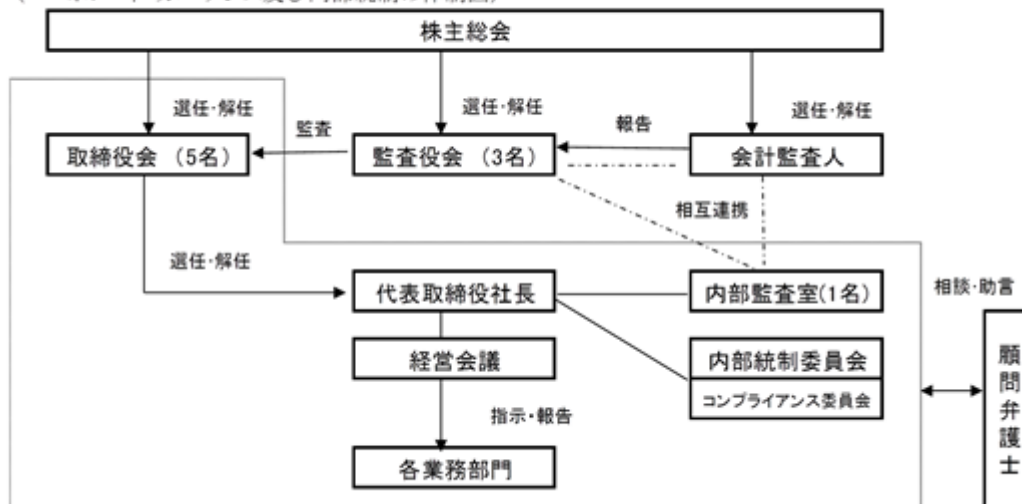 株主総会
選任・解任
選任・解任
選任・解任
監査
報告
取締役会 (5名)
監査役会 (3名)
会計監査人
相互連携
選任・解任
代表取締役社長
内部監査室(1名)
相談・助言
経営会議
内部統制委員会
コンプライアンス委員会
顧問弁護士
指示・報告
各業務部門